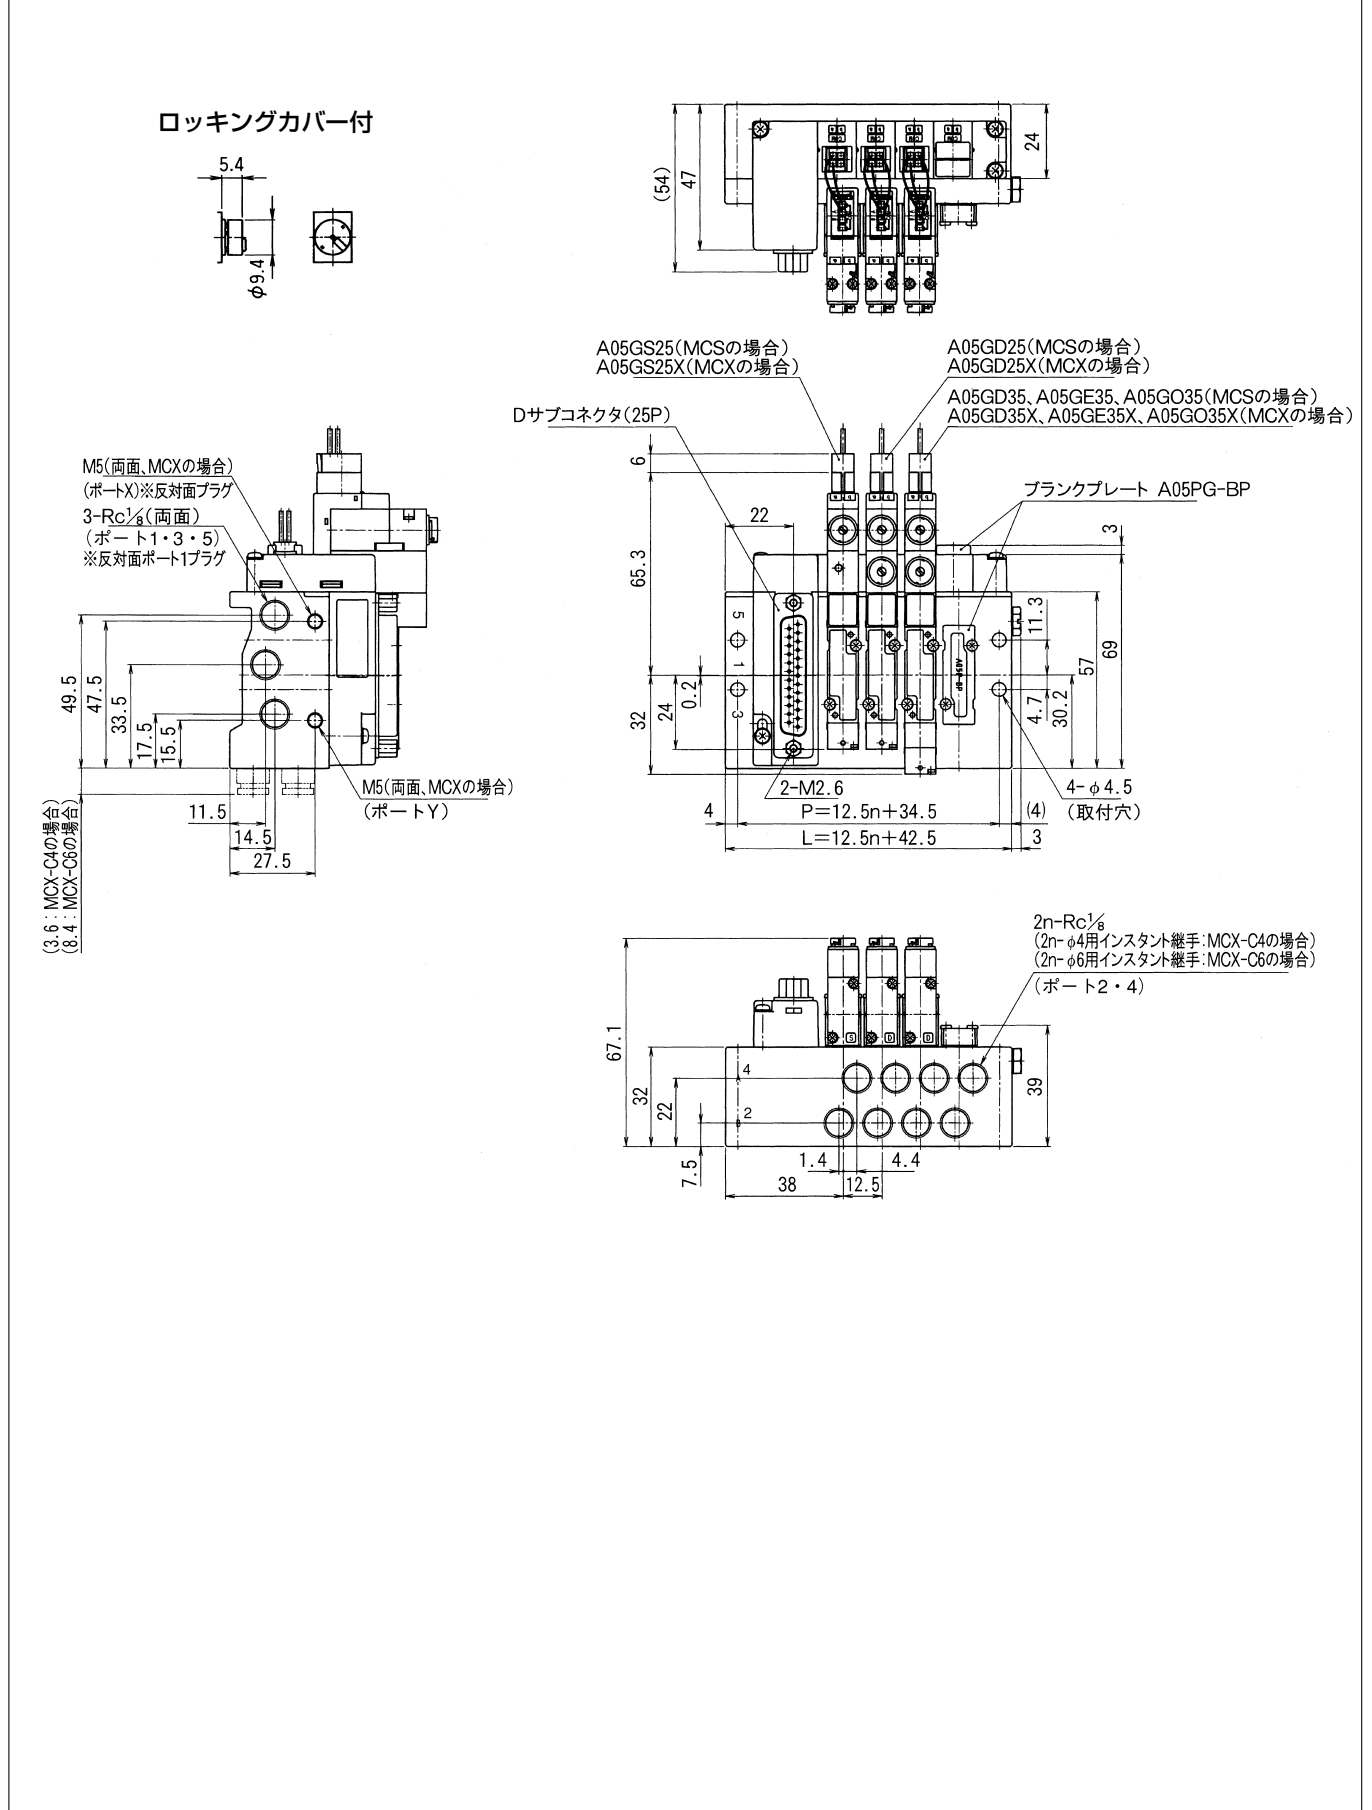 ロッキングカバー付
5.4
φ9.4
(54)
47
24
A05GS25(MCSの場合)
A05GS25X(MCXの場合)
A05GD25(MCSの場合)
A05GD25X(MCXの場合)
A05GD35、A05GE35、A05GO35(MCSの場合)
A05GD35X、A05GE35X、A05GO35X(MCXの場合)
Dサブコネクタ(25P)
ブランクプレート A05PG-BP
M5(両面、MCXの場合)
(ポートX)※反対面プラグ
3-Rc⅛(両面)
(ポート1・3・5)
※反対面ポート1プラグ
49.5
47.5
33.5
17.5
15.5
11.5
14.5
27.5
M5(両面、MCXの場合)
(ポートY)
(3.6:MCX-C4の場合)
(8.4:MCX-C6の場合)
6
65.3
22
3
5
1
3
32
24
0.2
11.3
4.7
30.2
57
69
2-M2.6
4-φ4.5
(取付穴)
4
P=12.5n+34.5
(4)
L=12.5n+42.5
3
2n-Rc⅛
(2n-φ4用インスタント継手:MCX-C4の場合)
(2n-φ6用インスタント継手:MCX-C6の場合)
(ポート2・4)
67.1
32
22
7.5
S
D
D
4
2
39
1.4
4.4
38
12.5